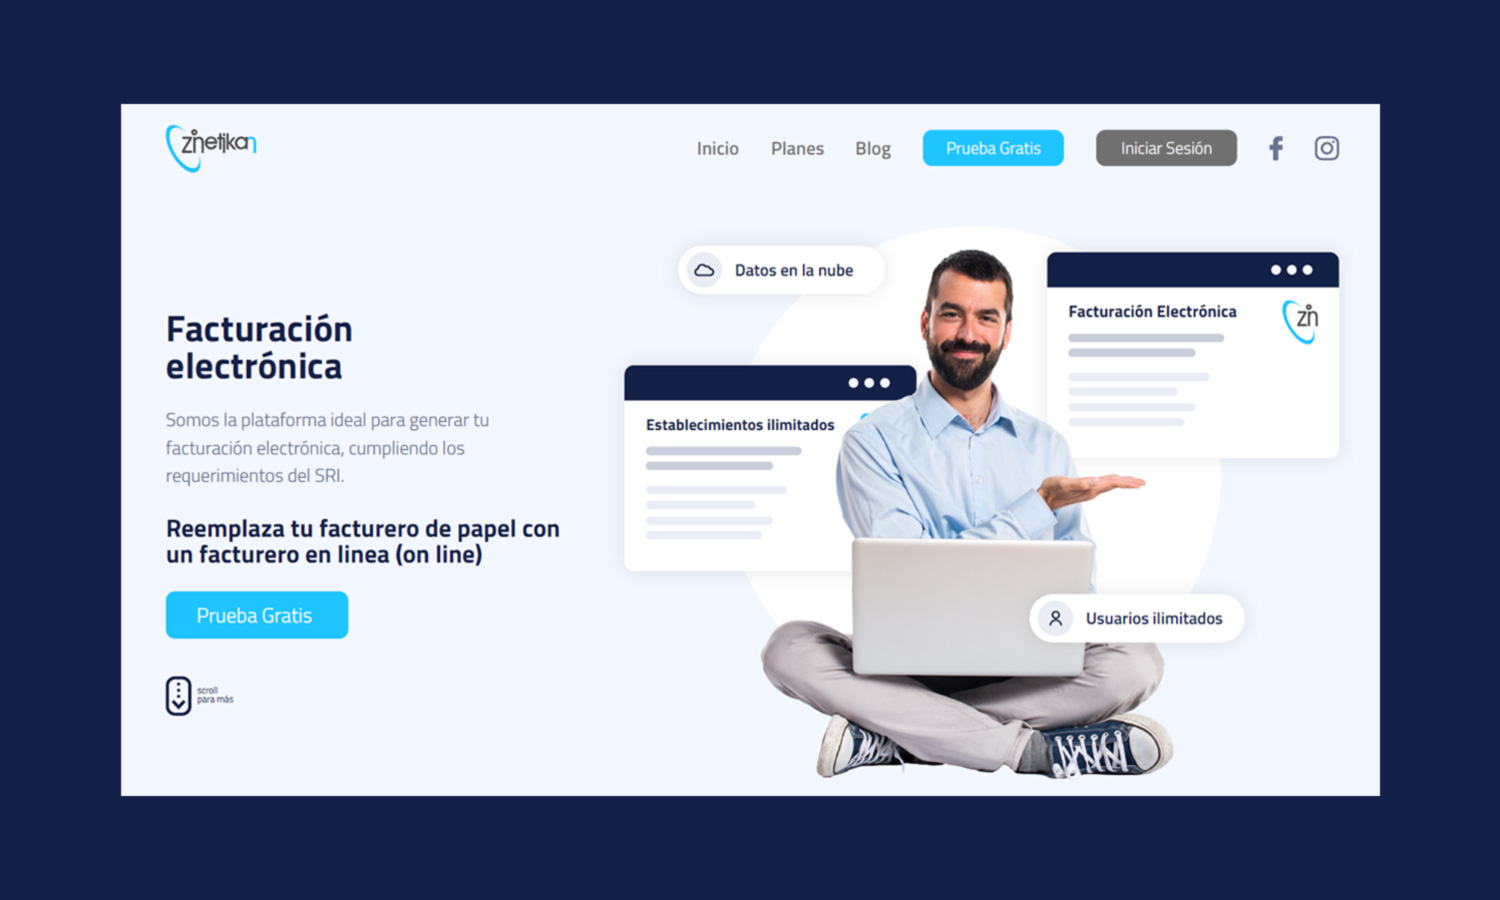 zinetikan
Inicio
Planes
Blog
Prueba Gratis
Iniciar Sesión
Datos en la nube
Facturación Electrónica
zin
Establecimientos ilimitados
Usuarios ilimitados
Facturación
electrónica
Somos la plataforma ideal para generar tu
facturación electrónica, cumpliendo los
requerimientos del SRI.
Reemplaza tu facturero de papel con
un facturero en linea (on line)
Prueba Gratis
scroll
para más